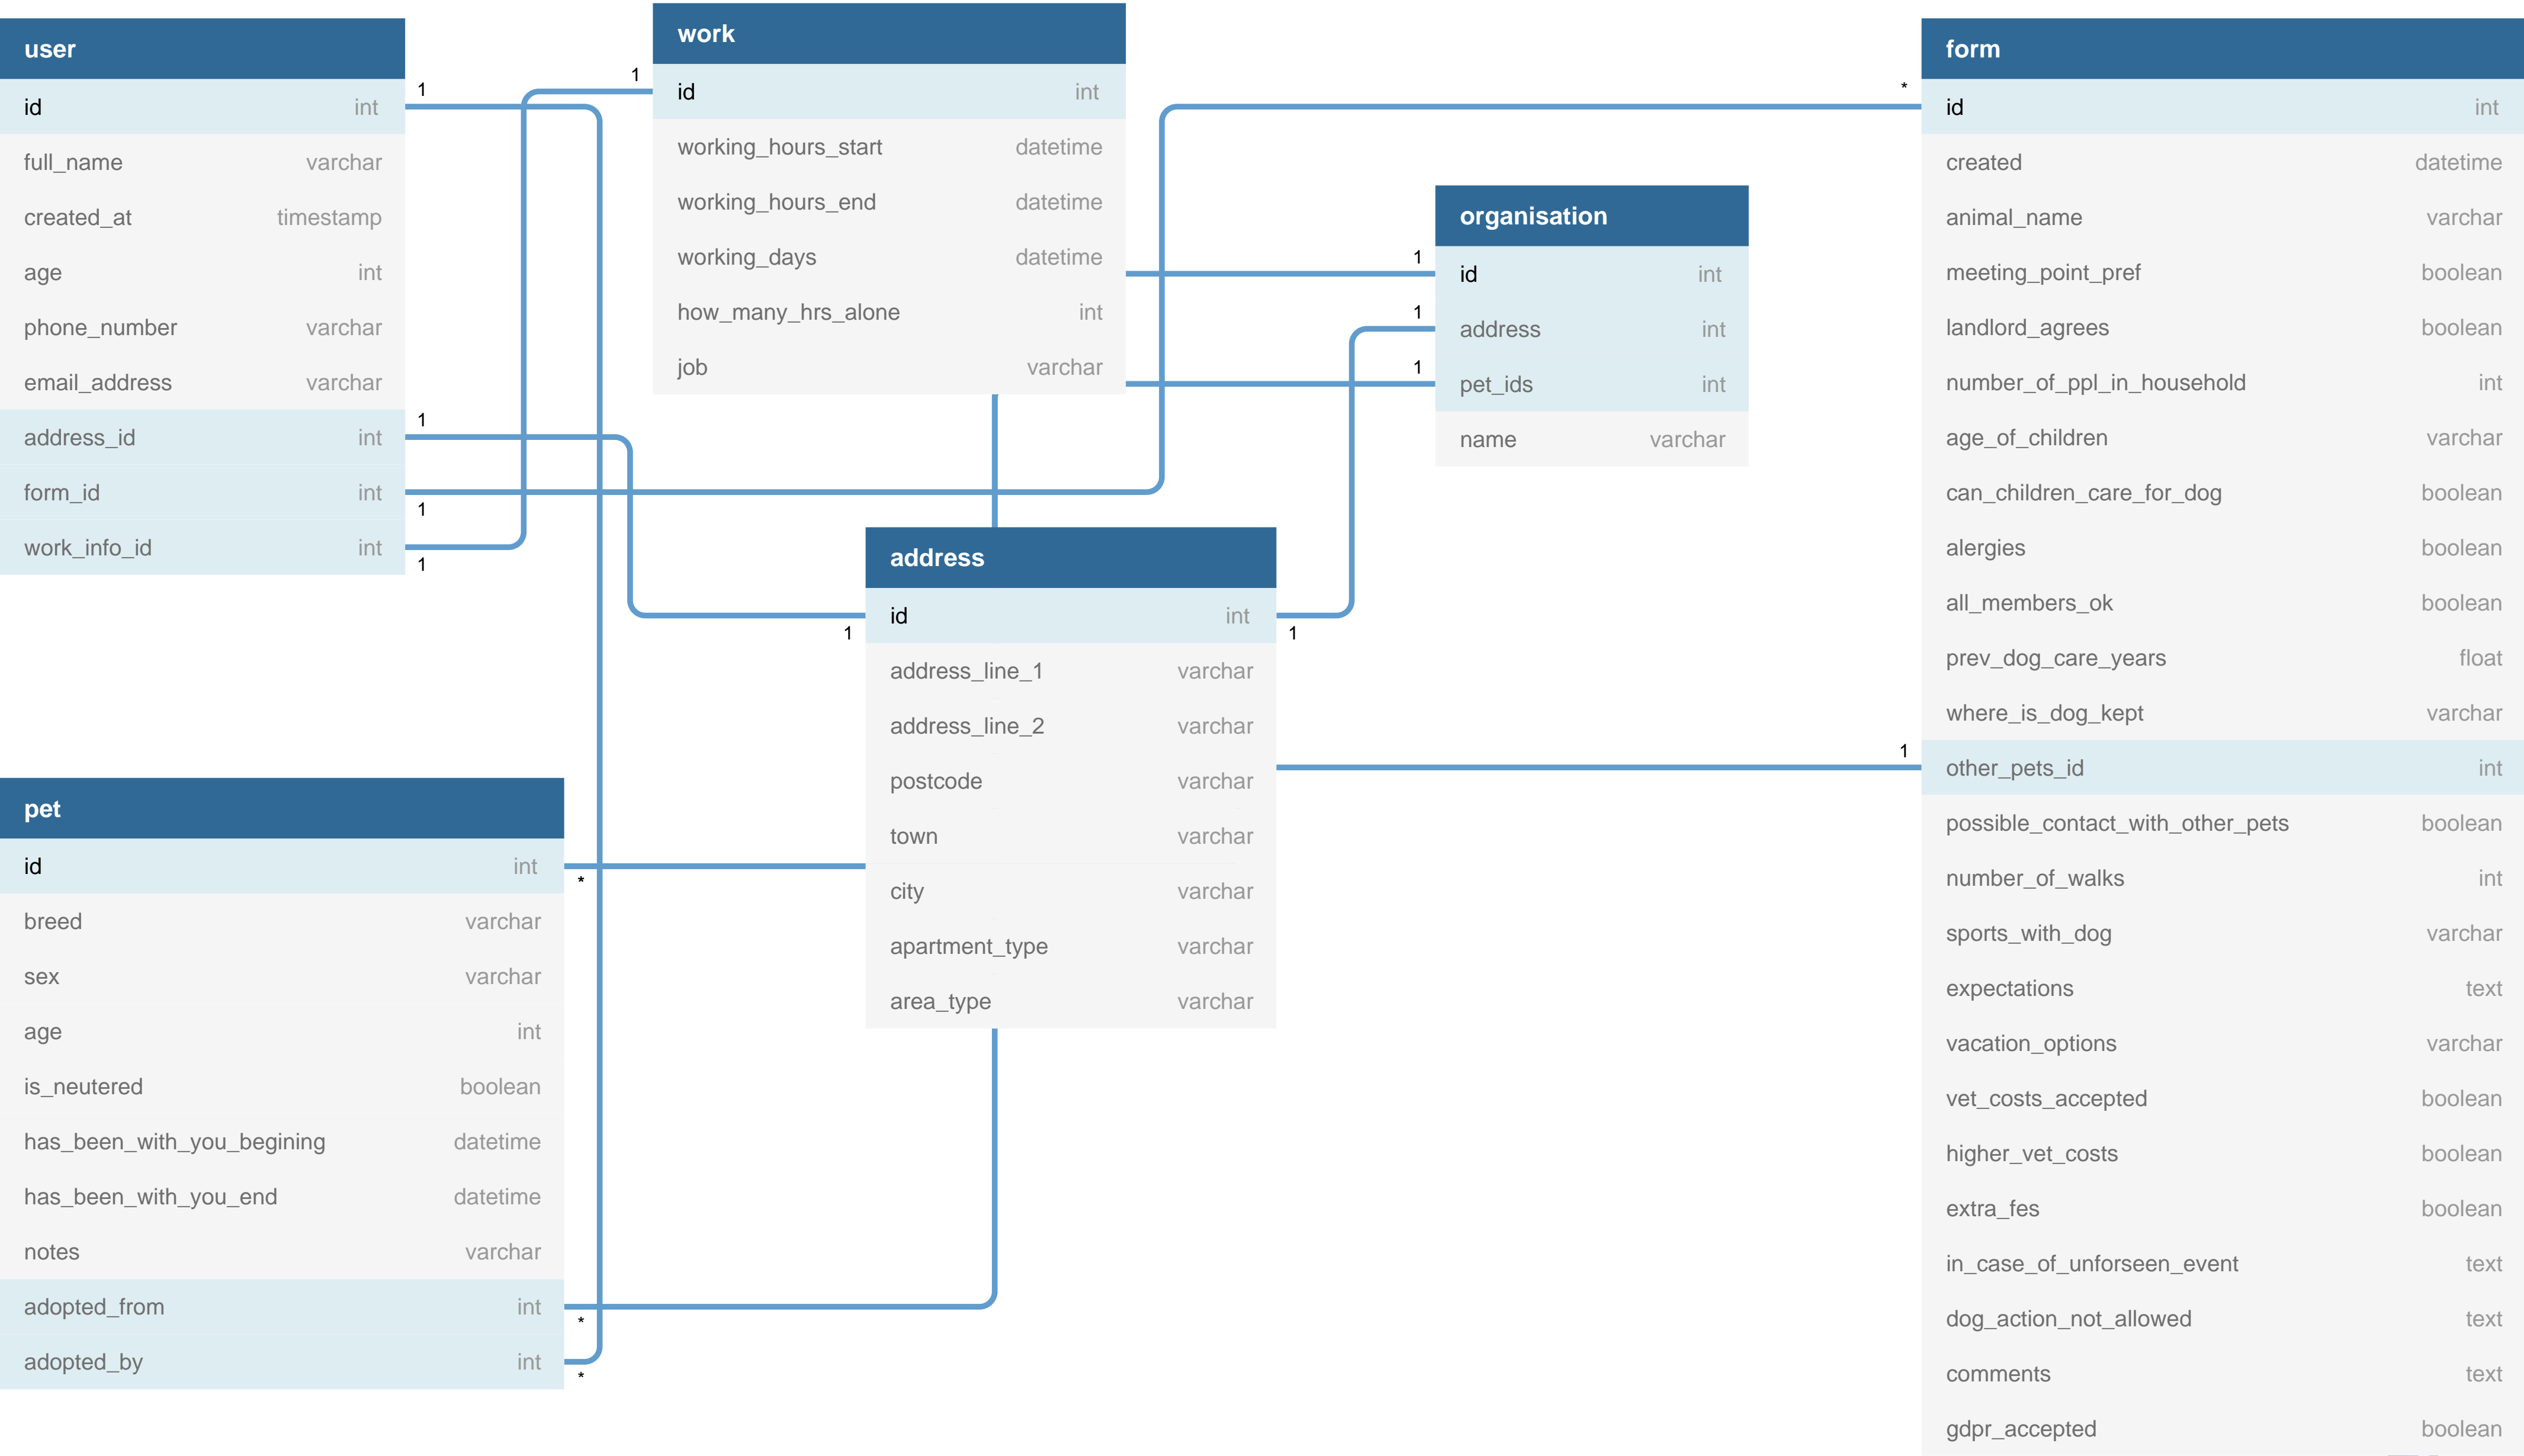 user
id int
full_name varchar
created_at timestamp
age int
phone_number varchar
email_address varchar
address_id int
form_id int
work_info_id int
1
1
1
1
work
1
id int
working_hours_start datetime
working_hours_end datetime
working_days datetime
how_many_hrs_alone int
job varchar
organisation
1
id int
1
address int
1
pet_ids int
name varchar
address
id int
1
1
address_line_1 varchar
address_line_2 varchar
postcode varchar
town varchar
city varchar
apartment_type varchar
area_type varchar
pet
id int
*
breed varchar
sex varchar
age int
is_neutered boolean
has_been_with_you_begining datetime
has_been_with_you_end datetime
notes varchar
adopted_from int
*
adopted_by int
*
form
*
id int
created datetime
animal_name varchar
meeting_point_pref boolean
landlord_agrees boolean
number_of_ppl_in_household int
age_of_children varchar
can_children_care_for_dog boolean
alergies boolean
all_members_ok boolean
prev_dog_care_years float
where_is_dog_kept varchar
1
other_pets_id int
possible_contact_with_other_pets boolean
number_of_walks int
sports_with_dog varchar
expectations text
vacation_options varchar
vet_costs_accepted boolean
higher_vet_costs boolean
extra_fes boolean
in_case_of_unforseen_event text
dog_action_not_allowed text
comments text
gdpr_accepted boolean